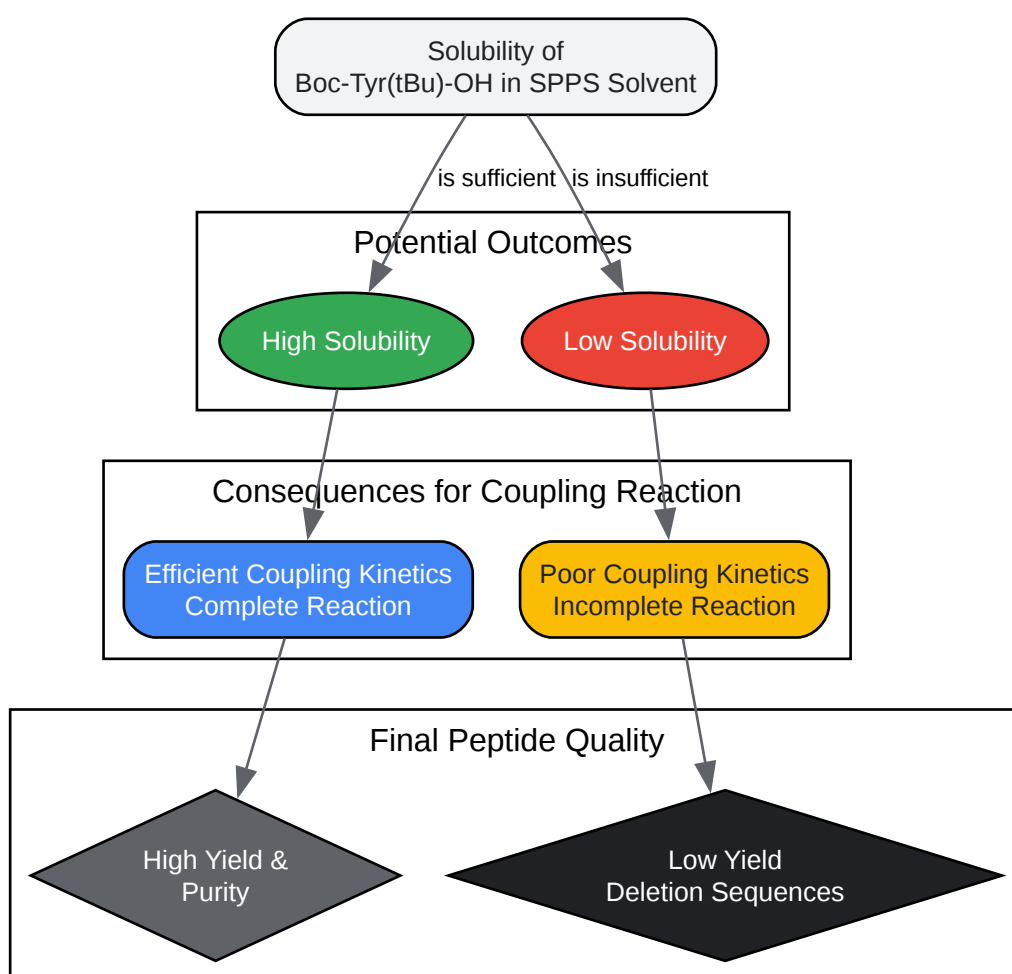 Solubility of
Boc-Tyr(tBu)-OH in SPPS Solvent
is sufficient
is insufficient
Potential Outcomes
High Solubility
Low Solubility
Consequences for Coupling Reaction
Efficient Coupling Kinetics
Complete Reaction
Poor Coupling Kinetics
Incomplete Reaction
Final Peptide Quality
High Yield &
Purity
Low Yield
Deletion Sequences